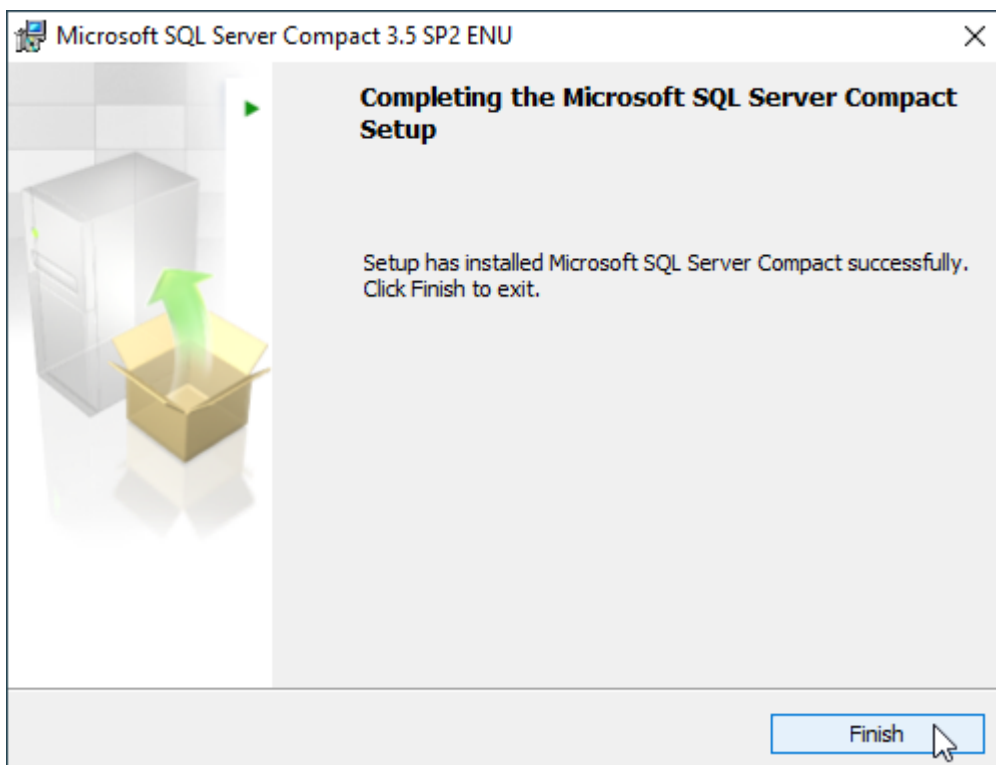 Microsoft SQL Server Compact 3.5 SP2 ENU
Completing the Microsoft SQL Server Compact
Setup
Setup has installed Microsoft SQL Server Compact successfully.
Click Finish to exit.
Finish